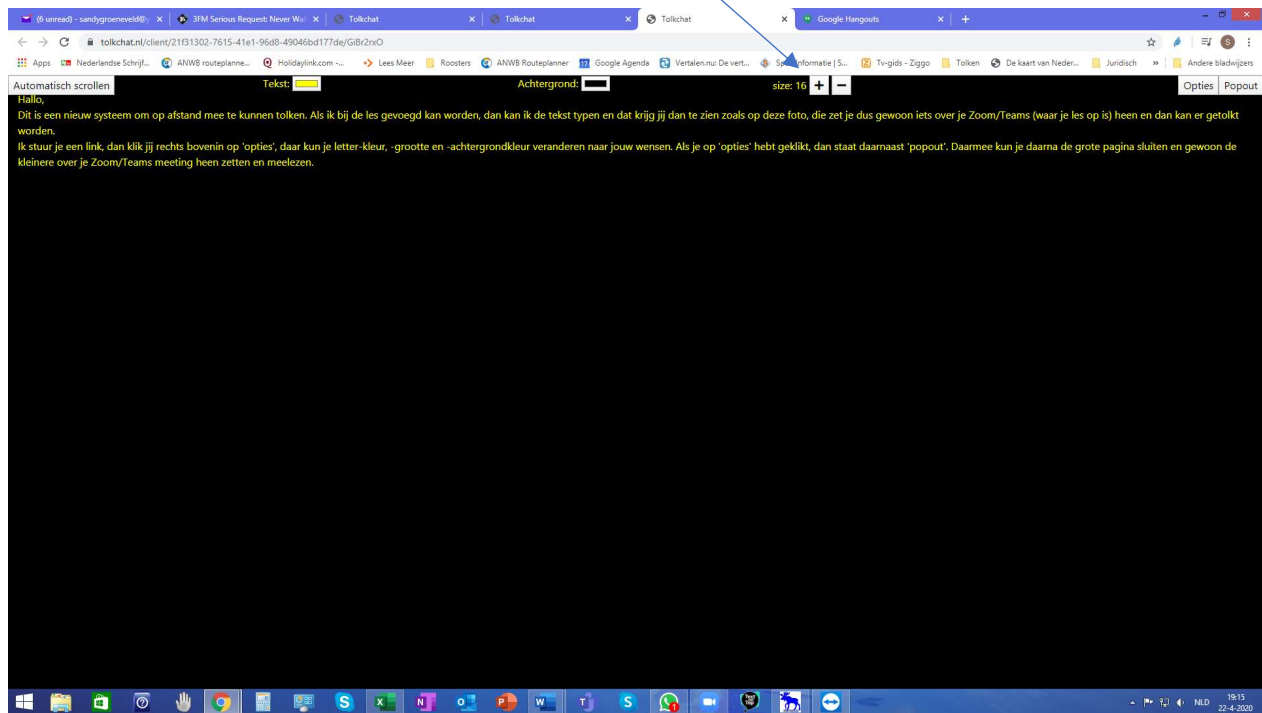 (6 unread) - sandygroeneveld@y
3FM Serious Request: Never Wal
Tolkchat
Tolkchat
Tolkchat
Google Hangouts
tolkchat.nl/client/21f31302-7615-41e1-96d8-49046bd177de/GiBr2rxO
Apps
Nederlandse Schrijf...
ANWB routeplanne...
Holidaylink.com -...
Lees Meer
Roosters
ANWB Routeplanner
Google Agenda
Vertalen.nu: De vert...
Tv-gids - Ziggo
Tolken
De kaart van Neder...
Juridisch
»
Andere bladwijzers
Automatisch scrollen
Tekst:
Achtergrond:
size: 16 + −
Opties
Popout
Hallo,
Dit is een nieuw systeem om op afstand mee te kunnen tolken. Als ik bij de les gevoegd kan worden, dan kan ik de tekst typen en dat krijg jij dan te zien zoals op deze foto, die zet je dus gewoon iets over je Zoom/Teams (waar je les op is) heen en dan kan er getolkt
worden.
Ik stuur je een link, dan klik jij rechts bovenin op 'opties', daar kun je letter-kleur, -grootte en -achtergrondkleur veranderen naar jouw wensen. Als je op 'opties' hebt geklikt, dan staat daarnaast 'popout'. Daarmee kun je daarna de grote pagina sluiten en gewoon de
kleinere over je Zoom/Teams meeting heen zetten en meelezen.
NLD
19:15
22-4-2020